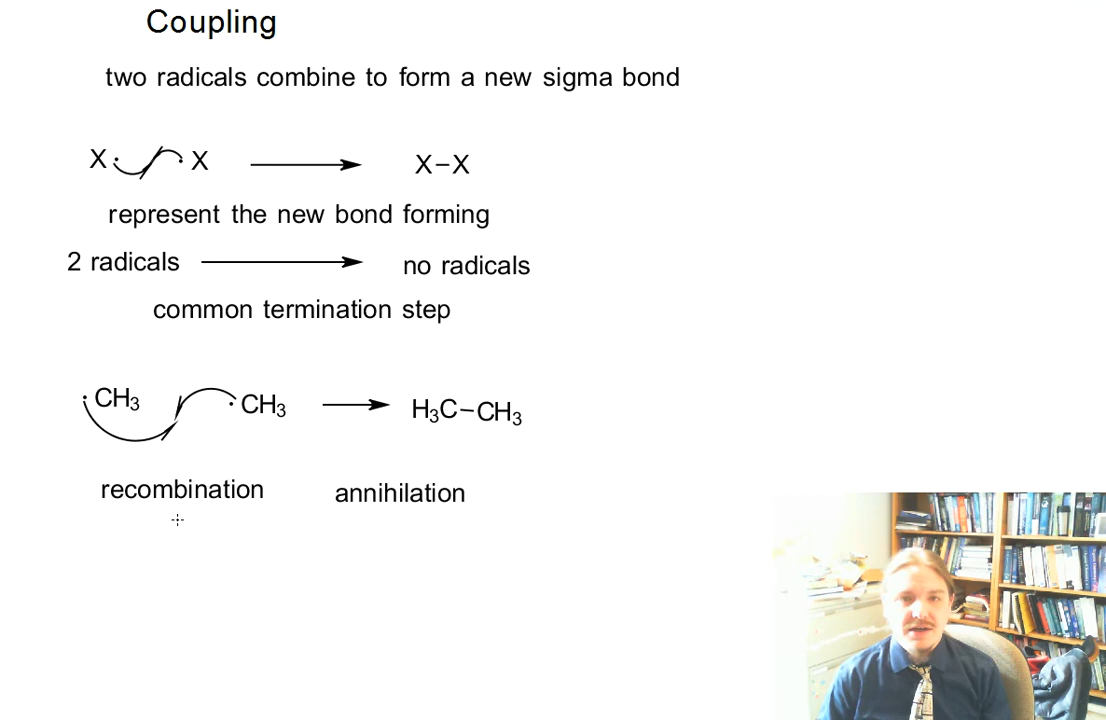 Coupling
two radicals combine to form a new sigma bond
X· ·X X–X
represent the new bond forming
2 radicals no radicals
common termination step
·CH₃ ·CH₃ H₃C–CH₃
recombination annihilation